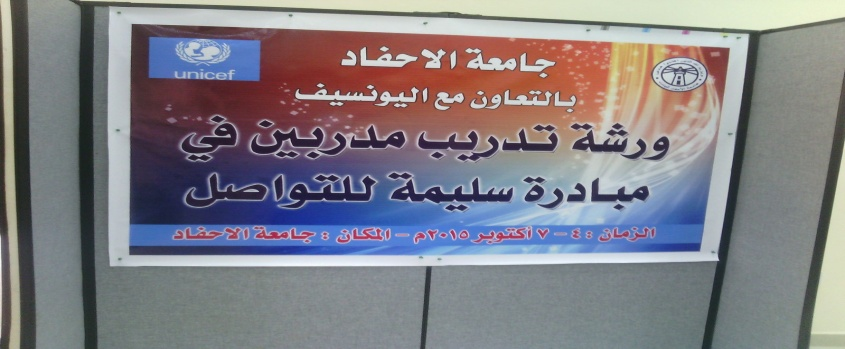 unicef
جامعة الاحفاد
بالتعاون مع اليونسيف
ورشة تدريب مدربين في
مبادرة سليمة للتواصل
الزمان : ٤ - ٧ أكتوبر ٢٠١٥م - المكان : جامعة الاحفاد